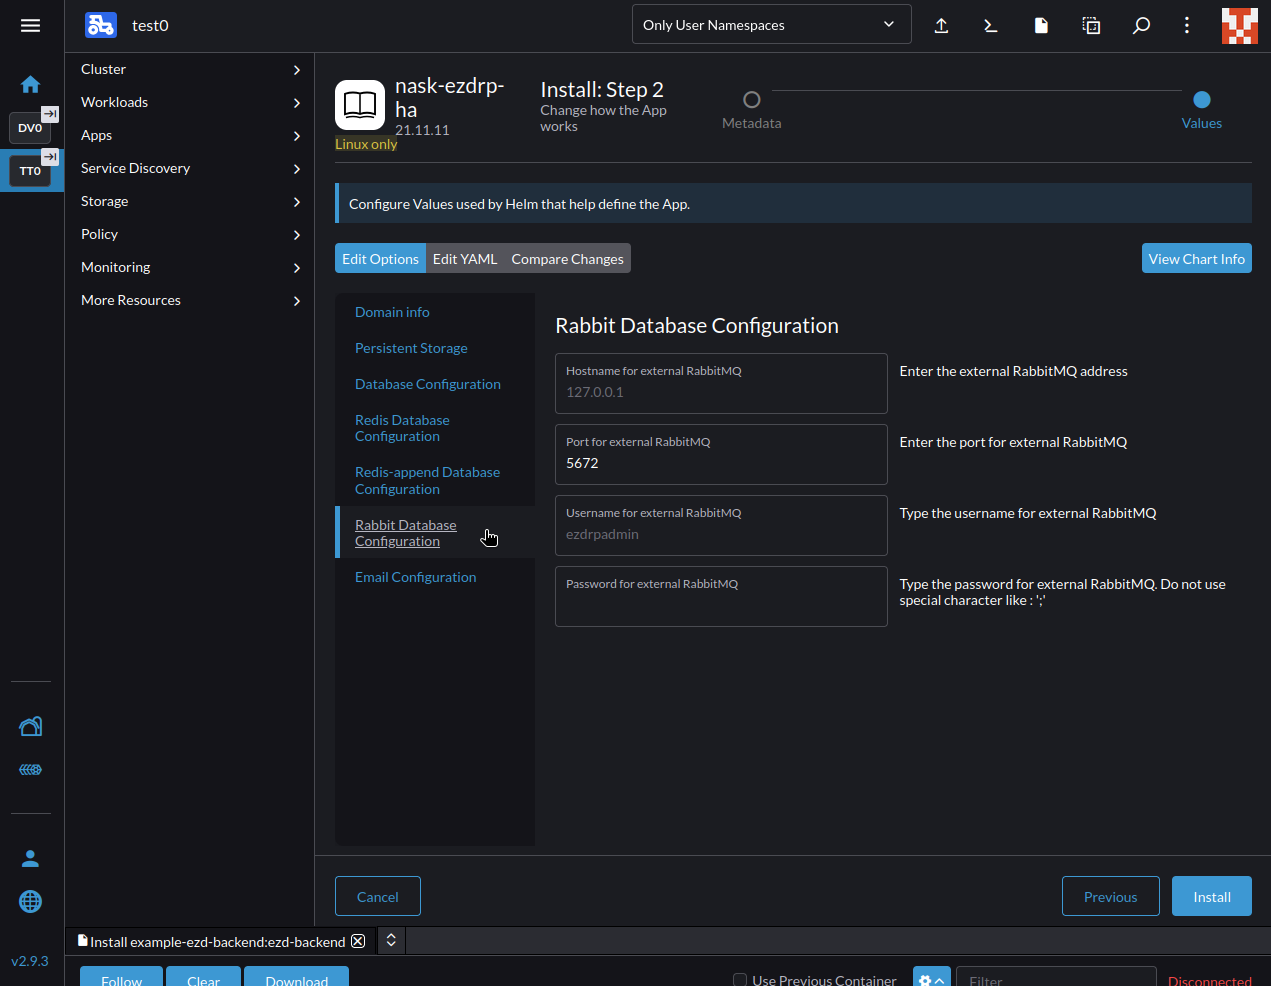 test0
Only User Namespaces
DV0
TT0
Cluster
Workloads
Apps
Service Discovery
Storage
Policy
Monitoring
More Resources
nask-ezdrp-
ha
21.11.11
Linux only
Install: Step 2
Change how the App
works
Metadata
Values
Configure Values used by Helm that help define the App.
Edit Options
Edit YAML
Compare Changes
View Chart Info
Domain info
Persistent Storage
Database Configuration
Redis Database
Configuration
Redis-append Database
Configuration
Rabbit Database
Configuration
Email Configuration
Rabbit Database Configuration
Hostname for external RabbitMQ
127.0.0.1
Enter the external RabbitMQ address
Port for external RabbitMQ
5672
Enter the port for external RabbitMQ
Username for external RabbitMQ
ezdrpadmin
Type the username for external RabbitMQ
Password for external RabbitMQ
Type the password for external RabbitMQ. Do not use
special character like : ';'
Cancel
Previous
Install
Install example-ezd-backend:ezd-backend
v2.9.3
Follow
Clear
Download
Use Previous Container
Filter
Disconnected